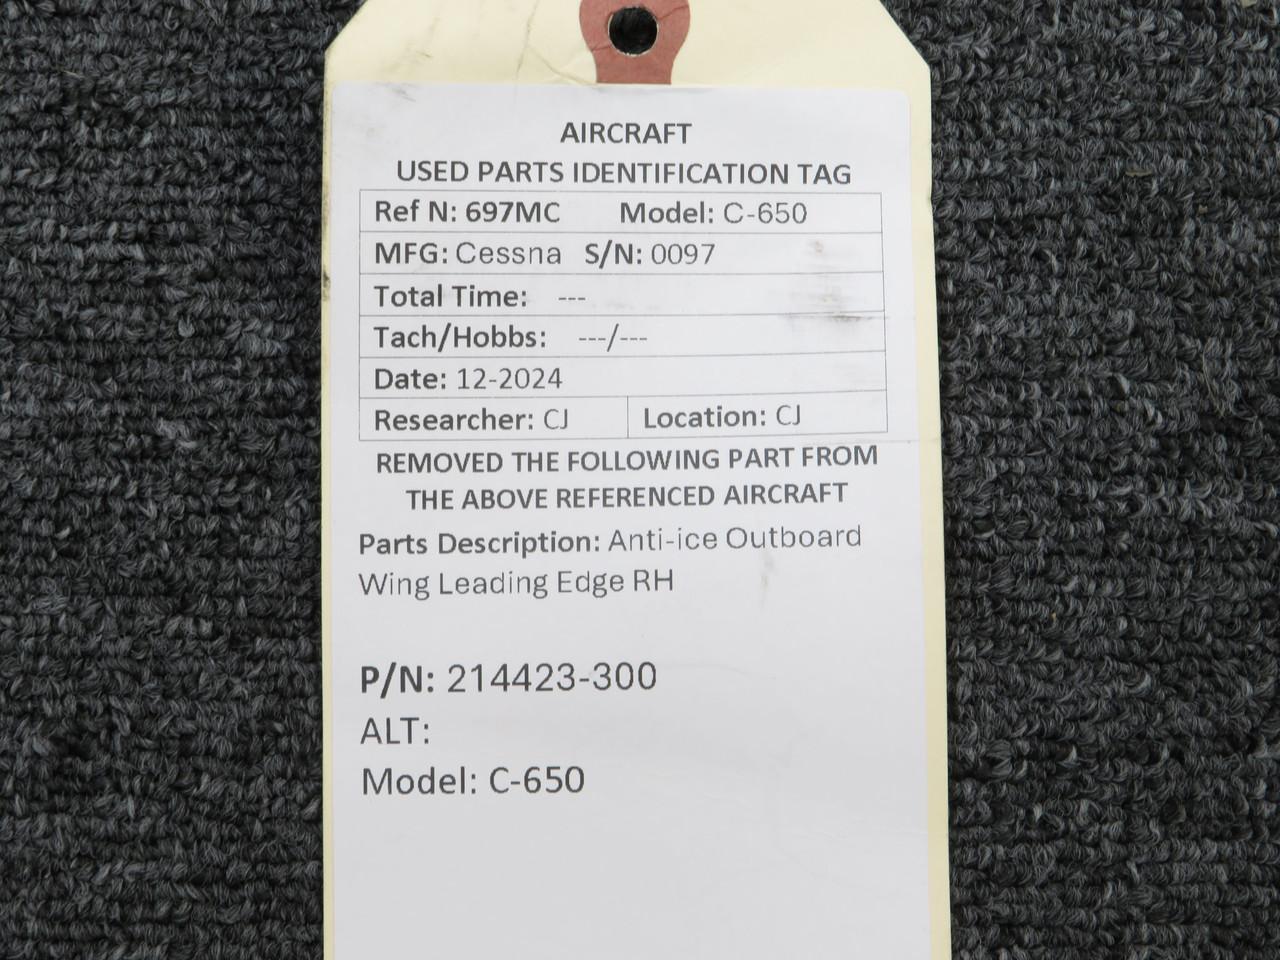 AIRCRAFT
USED PARTS IDENTIFICATION TAG
Ref N: 697MC Model: C-650
MFG: Cessna S/N: 0097
Total Time: ---
Tach/Hobbs: ---/---
Date: 12-2024
Researcher: CJ Location: CJ
REMOVED THE FOLLOWING PART FROM
THE ABOVE REFERENCED AIRCRAFT
Parts Description: Anti-ice Outboard
Wing Leading Edge RH
P/N: 214423-300
ALT:
Model: C-650